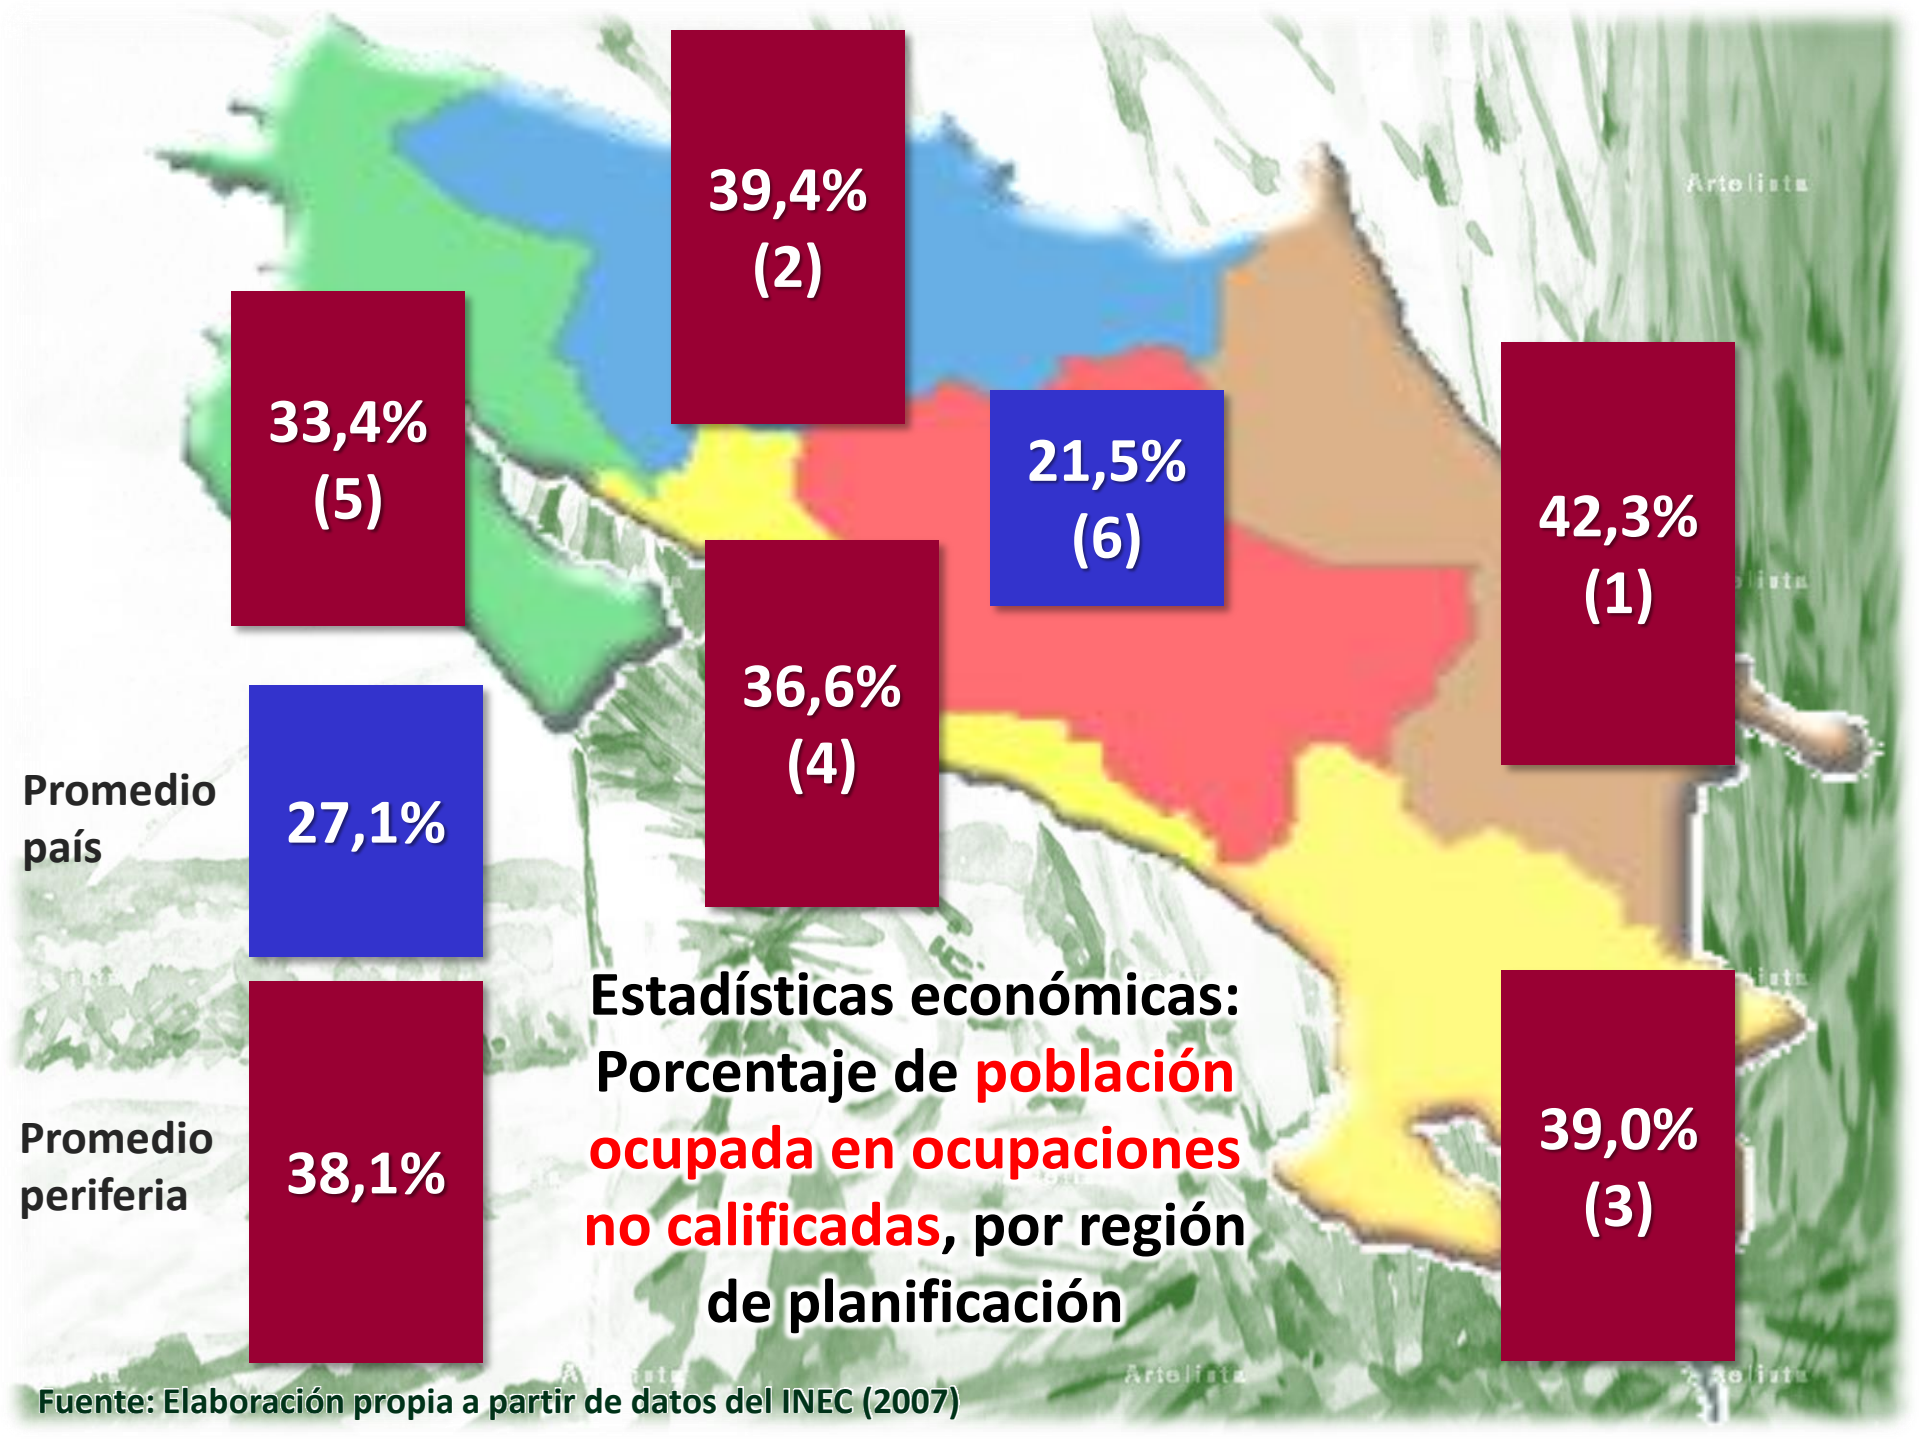 39,4%
(2)
33,4%
(5)
21,5%
(6)
42,3%
(1)
36,6%
(4)
Promedio
país
27,1%
Promedio
periferia
38,1%
39,0%
(3)
Estadísticas económicas:
Porcentaje de población
ocupada en ocupaciones
no calificadas, por región
de planificación
Fuente: Elaboración propia a partir de datos del INEC (2007)
Artelista
Artelista